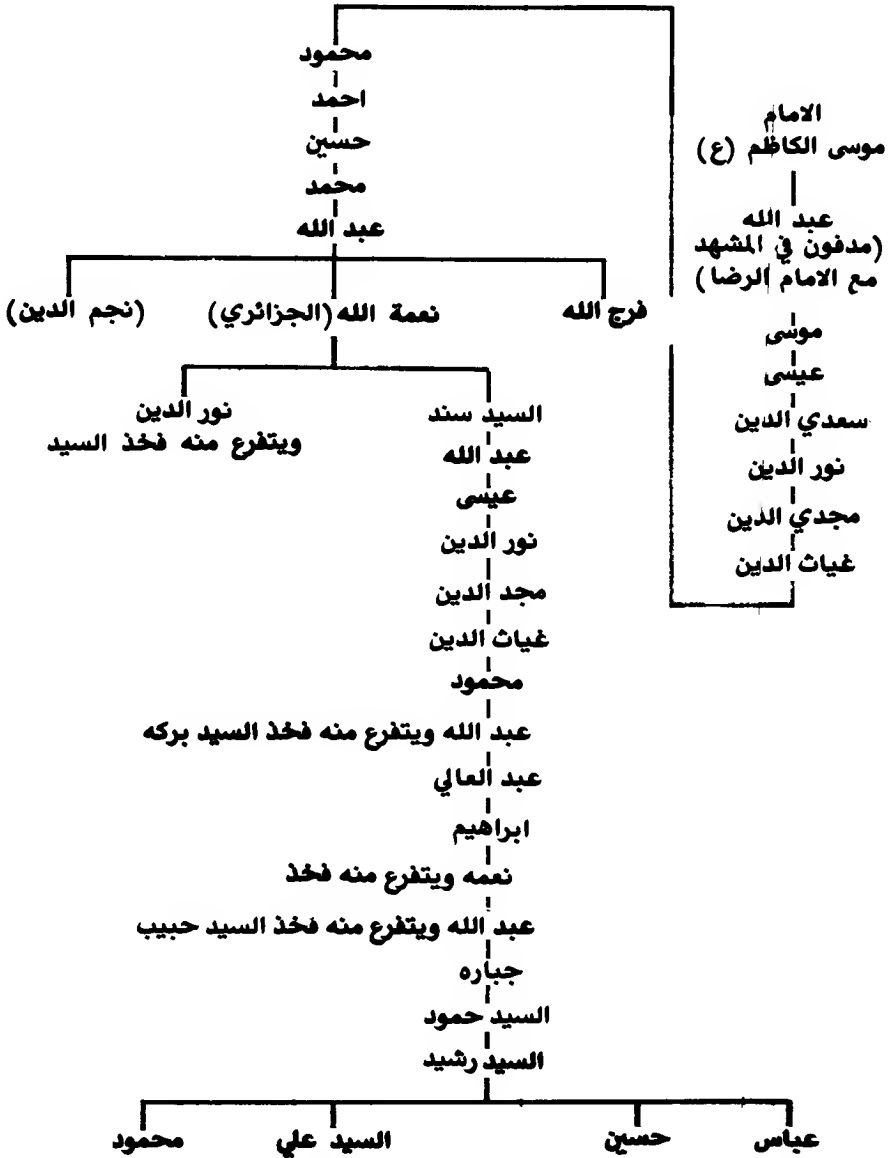 الامام
موسى الكاظم (ع)
عبد الله
(مدفون في المشهد
مع الامام الرضا)
موسى
عيسى
سعدي الدين
نور الدين
مجدي الدين
غياث الدين
محمود
احمد
حسين
محمد
عبد الله
فرج الله
نعمة الله (الجزائري)
(نجم الدين)
السيد سند
نور الدين
ويتفرع منه فخذ السيد
عبد الله
عيسى
نور الدين
مجد الدين
غياث الدين
محمود
عبد الله ويتفرع منه فخذ السيد بركه
عبد العالي
ابراهيم
نعمه ويتفرع منه فخذ
عبد الله ويتفرع منه فخذ السيد حبيب
جباره
السيد حمود
السيد رشيد
عباس
حسين
السيد علي
محمود